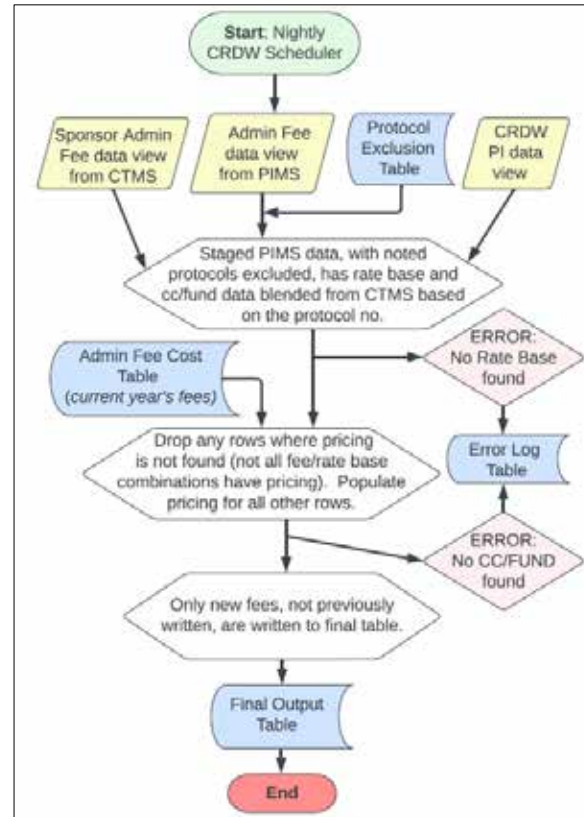 Start: Nightly
CRDW Scheduler
Sponsor Admin
Fee data view
from CTMS
Admin Fee
data view
from PIMS
Protocol
Exclusion
Table
CRDW
PI data
view
Staged PIMS data, with noted
protocols excluded, has rate base and
cc/fund data blended from CTMS based
on the protocol no.
Admin Fee Cost
Table
(current year's fees)
ERROR:
No Rate Base
found
Drop any rows where pricing
is not found (not all fee/rate base
combinations have pricing). Populate
pricing for all other rows.
Error Log
Table
ERROR:
No CC/FUND
found
Only new fees, not previously
written, are written to final table.
Final Output
Table
End